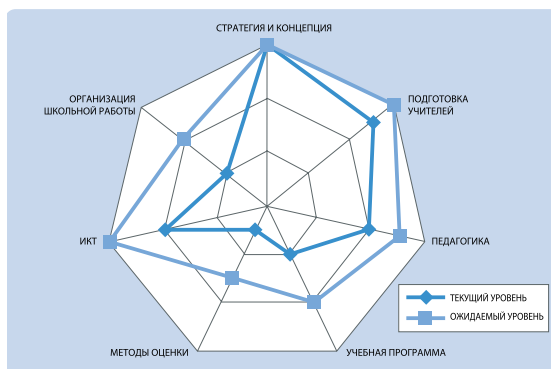 СТРАТЕГИЯ И КОНЦЕПЦИЯ
ОРГАНИЗАЦИЯ
ШКОЛЬНОЙ РАБОТЫ
ПОДГОТОВКА
УЧИТЕЛЕЙ
ИКТ
ПЕДАГОГИКА
ТЕКУЩИЙ УРОВЕНЬ
ОЖИДАЕМЫЙ УРОВЕНЬ
МЕТОДЫ ОЦЕНКИ
УЧЕБНАЯ ПРОГРАММА